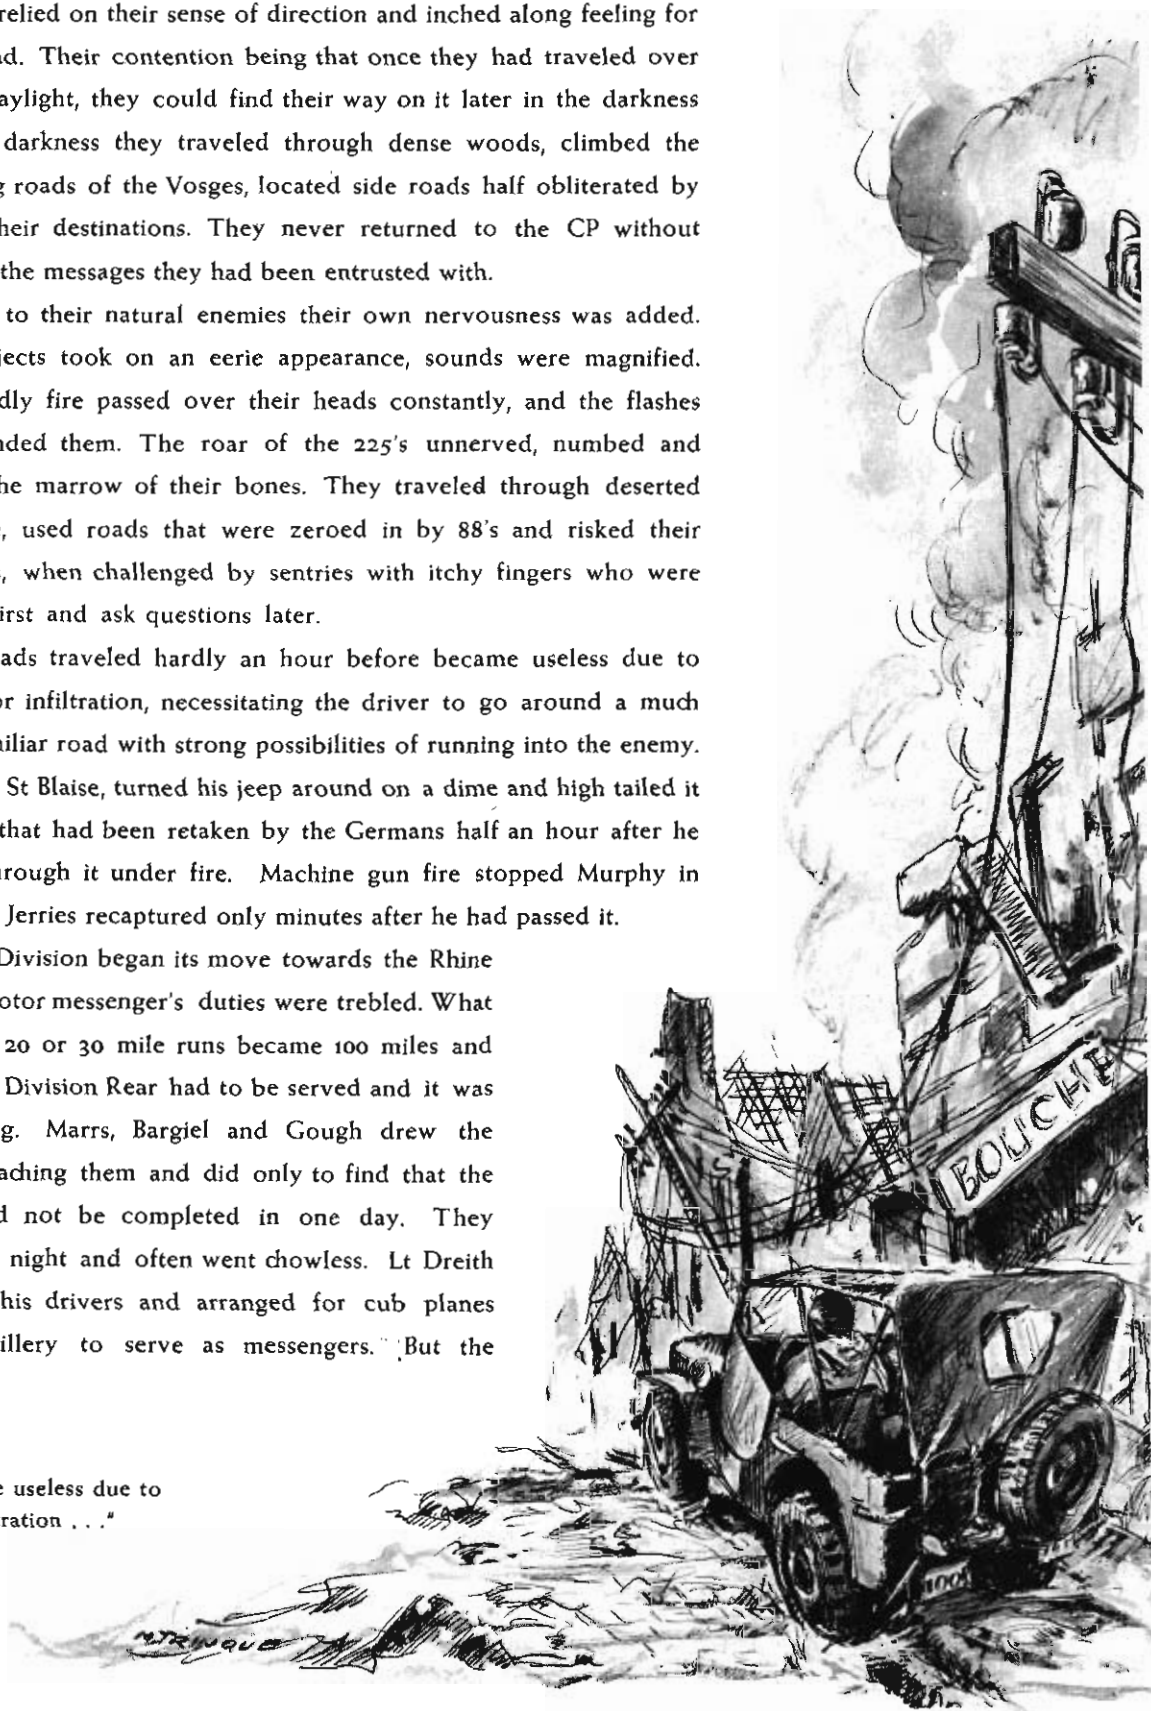 relied on their sense of direction and inched along feeling for
d. Their contention being that once they had traveled over
aylight, they could find their way on it later in the darkness
darkness they traveled through dense woods, climbed the
g roads of the Vosges, located side roads half obliterated by
heir destinations. They never returned to the CP without
the messages they had been entrusted with.
to their natural enemies their own nervousness was added.
jects took on an eerie appearance, sounds were magnified.
dly fire passed over their heads constantly, and the flashes
nded them. The roar of the 225's unnerved, numbed and
he marrow of their bones. They traveled through deserted
, used roads that were zeroed in by 88's and risked their
, when challenged by sentries with itchy fingers who were
irst and ask questions later.
ads traveled hardly an hour before became useless due to
or infiltration, necessitating the driver to go around a much
iliar road with strong possibilities of running into the enemy.
St Blaise, turned his jeep around on a dime and high tailed it
that had been retaken by the Germans half an hour after he
rough it under fire. Machine gun fire stopped Murphy in
Jerries recaptured only minutes after he had passed it.
Division began its move towards the Rhine
otor messenger's duties were trebled. What
20 or 30 mile runs became 100 miles and
Division Rear had to be served and it was
g. Marrs, Bargiel and Gough drew the
aching them and did only to find that the
d not be completed in one day. They
night and often went chowless. Lt Dreith
his drivers and arranged for cub planes
illery to serve as messengers. But the
BOUCHE
e useless due to
ration . . ."
M.TRINQUE